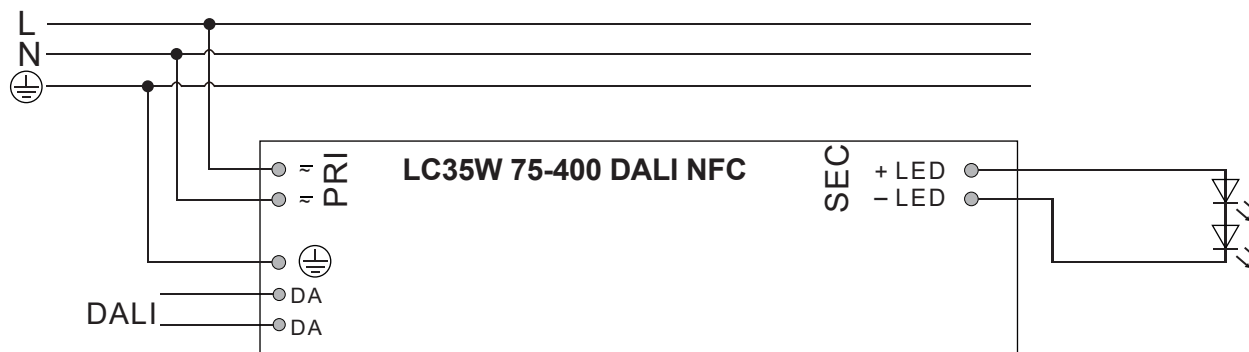 L
N
PRI
LC35W 75-400 DALI NFC
SEC
+ LED
– LED
DALI
DA
DA